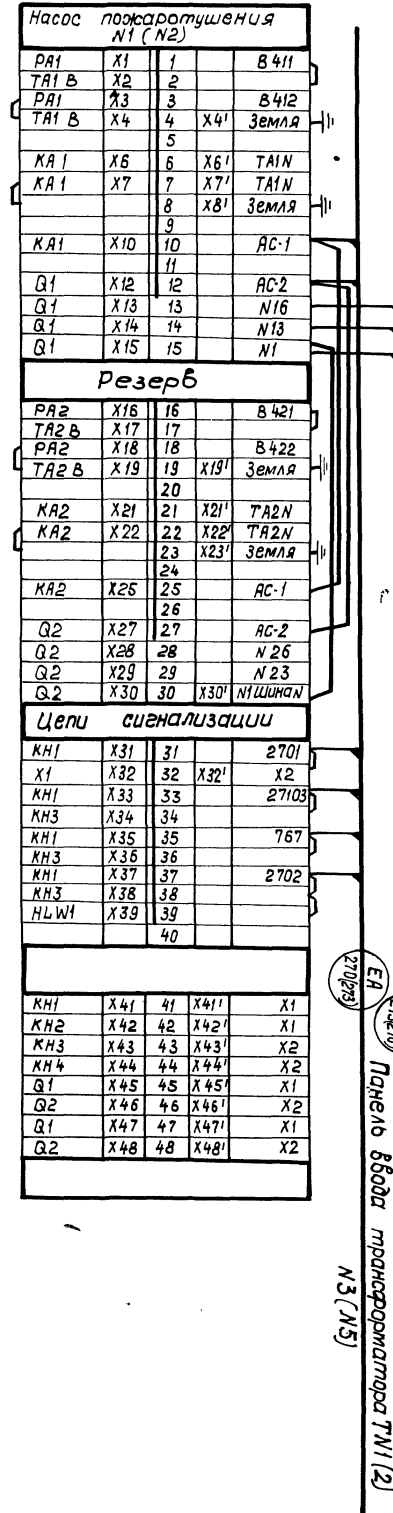 Насос пожаротушения
N1 (N2)
PA1 X1 1 В411
TA1 В X2 2
PA1 X3 3 В412
TA1 В X4 4 X4' Земля
5
KA1 X6 6 X6' TA1N
KA1 X7 7 X7' TA1N
8 X8' Земля
9
KA1 X10 10 АС-1
11
Q1 X12 12 АС-2
Q1 X13 13 N16
Q1 X14 14 N13
Q1 X15 15 N1
Резерв
PA2 X16 16 В421
TA2 В X17 17
PA2 X18 18 В422
TA2 В X19 19 X19' Земля
20
KA2 X21 21 X21' TA2N
KA2 X22 22 X22' TA2N
23 X23' Земля
24
KA2 X25 25 АС-1
26
Q2 X27 27 АС-2
Q2 X28 28 N26
Q2 X29 29 N23
Q2 X30 30 X30' N1 Шина N
Цепи сигнализации
KH1 X31 31 2701
X1 X32 32 X32' X2
KH1 X33 33 27103
KH3 X34 34
KH1 X35 35 767
KH3 X36 36
KH1 X37 37 2702
KH3 X38 38
HLW1 X39 39
40
KH1 X41 41 X41' X1
KH2 X42 42 X42' X1
KH3 X43 43 X43' X2
KH4 X44 44 X44' X2
Q1 X45 45 X45' X1
Q2 X46 46 X46' X2
Q1 X47 47 X47' X1
Q2 X48 48 X48' X2
ЕА
270(273)
Панель ввода трансформатора TN1(2)
N3(N5)